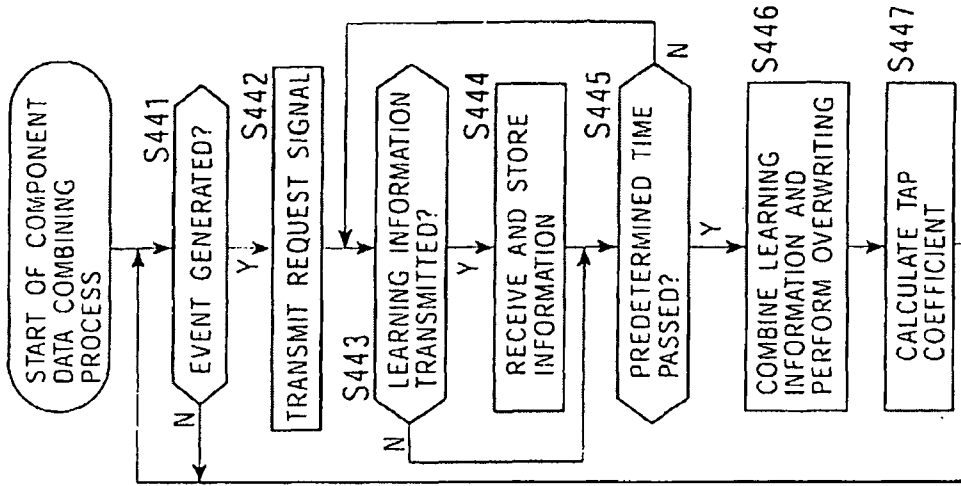 START OF COMPONENT
DATA COMBINING
PROCESS
S441
EVENT GENERATED?
N
Y
S442
TRANSMIT REQUEST SIGNAL
S443
LEARNING INFORMATION
TRANSMITTED?
N
Y
S444
RECEIVE AND STORE
INFORMATION
S445
PREDETERMINED TIME
PASSED?
N
Y
S446
COMBINE LEARNING
INFORMATION AND
PERFORM OVERWRITING
S447
CALCULATE TAP
COEFFICIENT